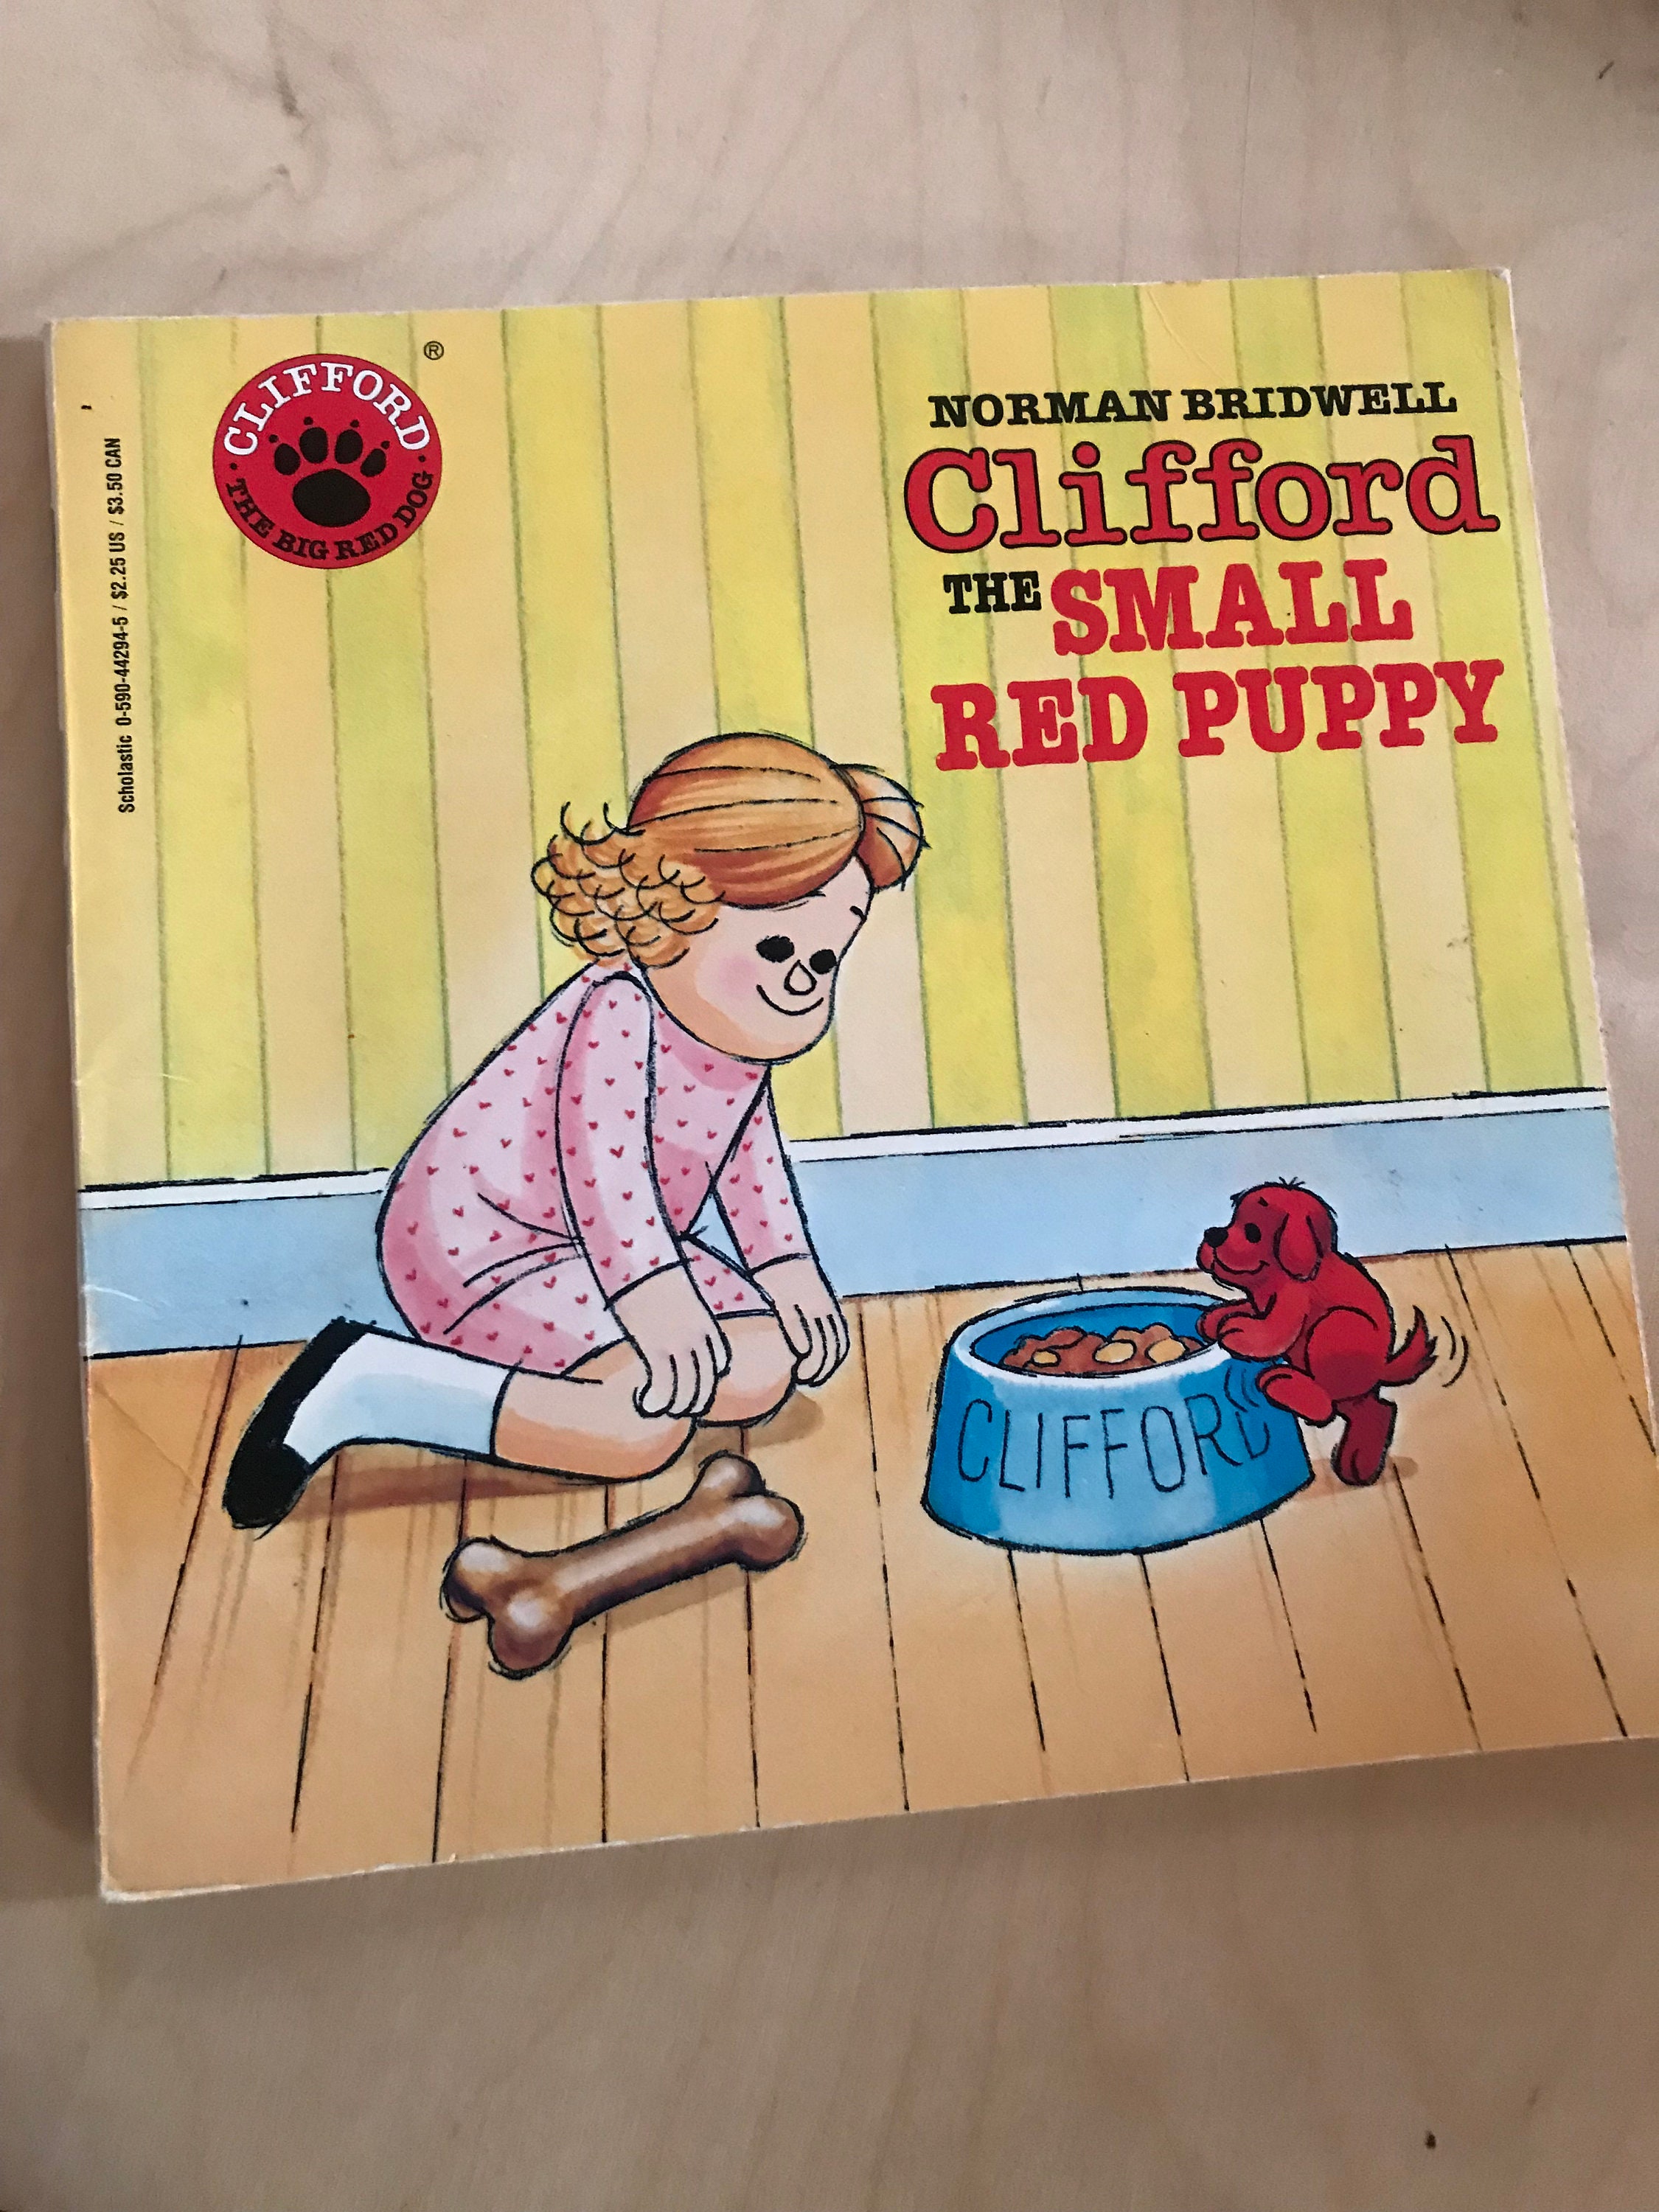 CLIFFORD
THE BIG RED DOG
®
Scholastic 0-590-44294-5 / $2.25 US / $3.50 CAN
NORMAN BRIDWELL
Clifford
THE SMALL
RED PUPPY
CLIFFORD